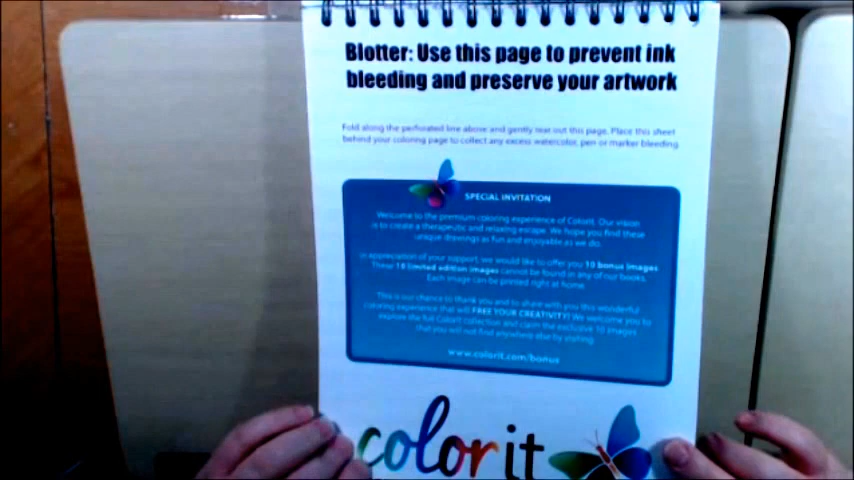 Blotter: Use this page to prevent ink
bleeding and preserve your artwork
Fold along the perforated line above and gently tear out this page. Place this sheet
behind your coloring page to collect any excess watercolor, pen or marker bleeding.
SPECIAL INVITATION
Welcome to the premium coloring experience of Colorit. Our vision
is to create a therapeutic and relaxing escape. We hope you find these
unique drawings as fun and enjoyable as we do.
In appreciation of your support, we would like to offer you 10 bonus images.
These 10 limited edition images cannot be found in any of our books.
Each image can be printed right at home.
This is our chance to thank you and to share with you this wonderful
coloring experience that will FREE YOUR CREATIVITY! We welcome you to
explore the full Colorit collection and claim the exclusive 10 images
that you will not find anywhere else by visiting
www.colorit.com/bonus
colorit